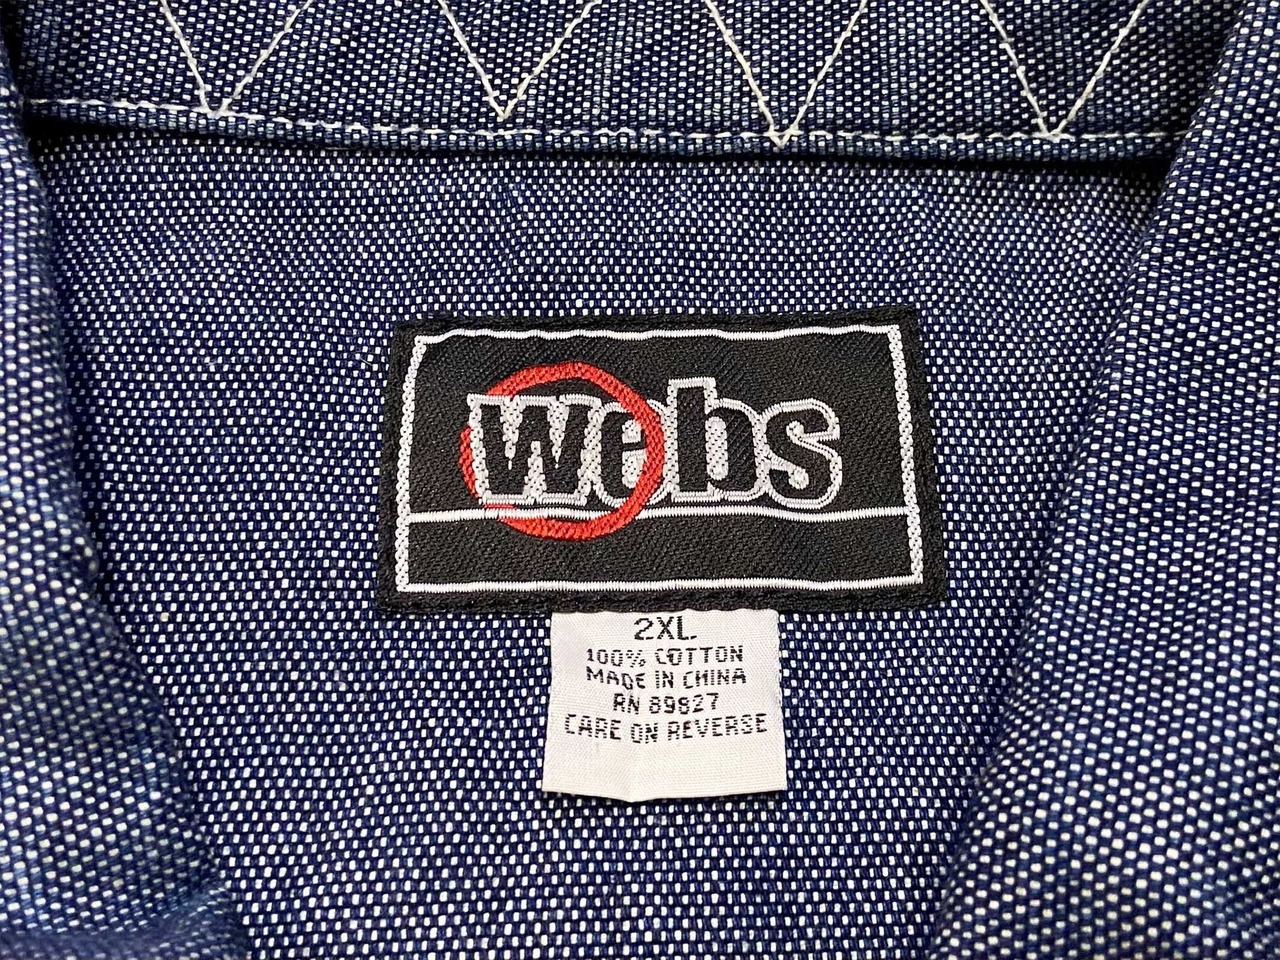 webs
2XL
100% COTTON
MADE IN CHINA
RN 89827
CARE ON REVERSE